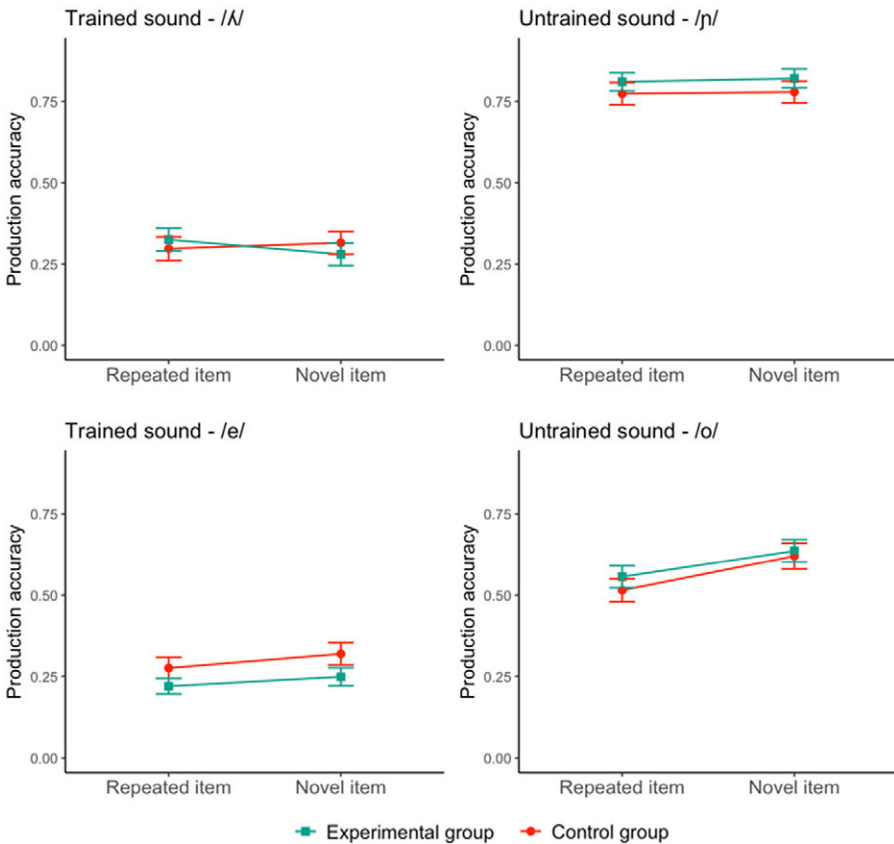 Trained sound - /ʎ/
Production accuracy
0.75
0.50
0.25
0.00
Repeated item Novel item
Untrained sound - /ɲ/
Production accuracy
0.75
0.50
0.25
0.00
Repeated item Novel item
Trained sound - /e/
Production accuracy
0.75
0.50
0.25
0.00
Repeated item Novel item
Untrained sound - /o/
Production accuracy
0.75
0.50
0.25
0.00
Repeated item Novel item
Experimental group Control group